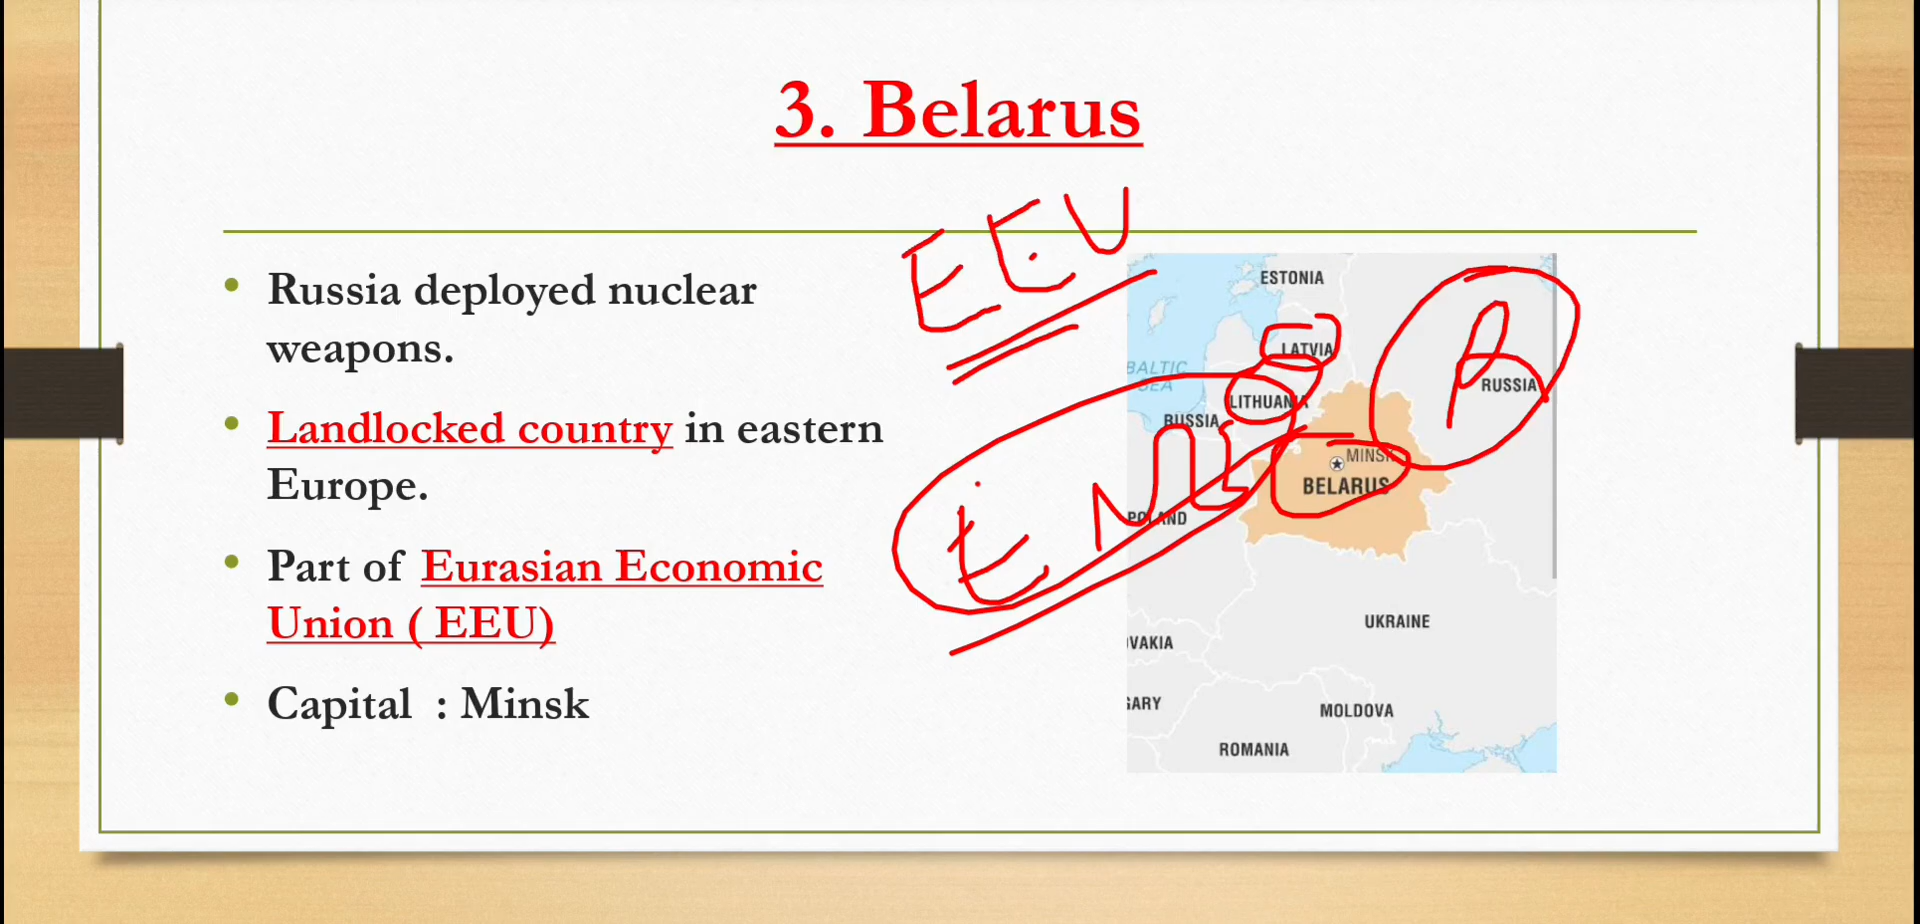 3. Belarus
EEU
Russia deployed nuclear
weapons.
Landlocked country in eastern
Europe.
Part of Eurasian Economic
Union ( EEU)
Capital : Minsk
ESTONIA
LATVIA
BALTIC
SEA
LITHUANIA
RUSSIA
RUSSIA
MINSK
BELARUS
POLAND
UKRAINE
VAKIA
GARY
MOLDOVA
ROMANIA